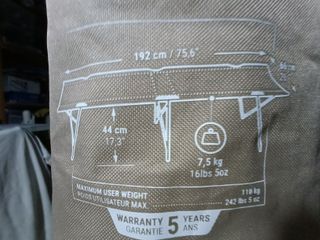 192 cm / 75,6"
44 cm
17,3"
7,5 kg
16lbs 5oz
MAXIMUM USER WEIGHT
POIDS UTILISATEUR MAX.
110 kg
242 lbs 5 oz
WARRANTY 5 YEARS
GARANTIE ANS